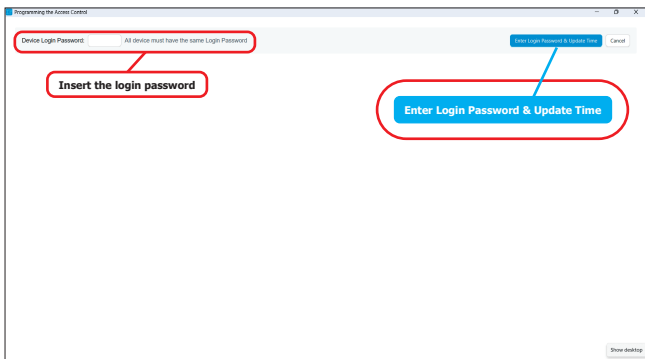 Programming the Access Control
Device Login Password: All device must have the same Login Password
Enter Login Password & Update Time Cancel
Insert the login password
Enter Login Password & Update Time
Show desktop